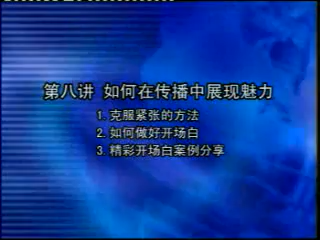 第八讲 如何在传播中展现魅力
1.克服紧张的方法
2.如何做好开场白
3.精彩开场白案例分享